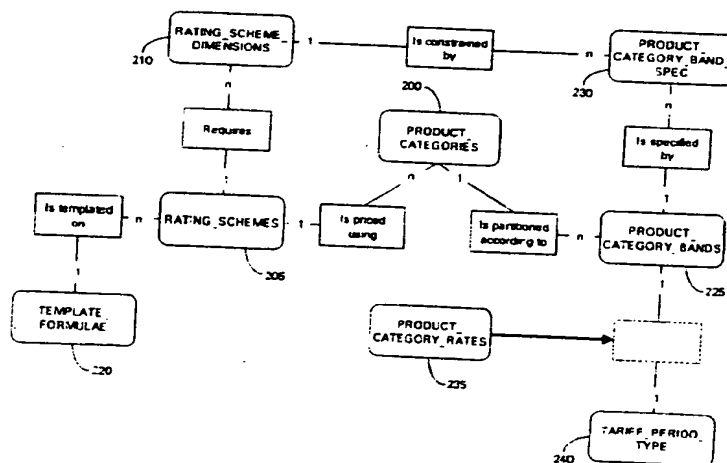 RATING_SCHEME_
DIMENSIONS
210
1
Is constrained
by
n
PRODUCT_
CATEGORY_BAND_
SPEC
230
n
200
n
Requires
PRODUCT_
CATEGORIES
Is specified
by
1
n
1
1
Is templated
on
n
RATING_SCHEMES
1
Is priced
using
Is partitioned
according to
n
PRODUCT_
CATEGORY_BANDS
205
225
1
1
TEMPLATE_
FORMULAE
220
PRODUCT_
CATEGORY_RATES
235
1
TARIFF_PERIOD_
TYPE
240